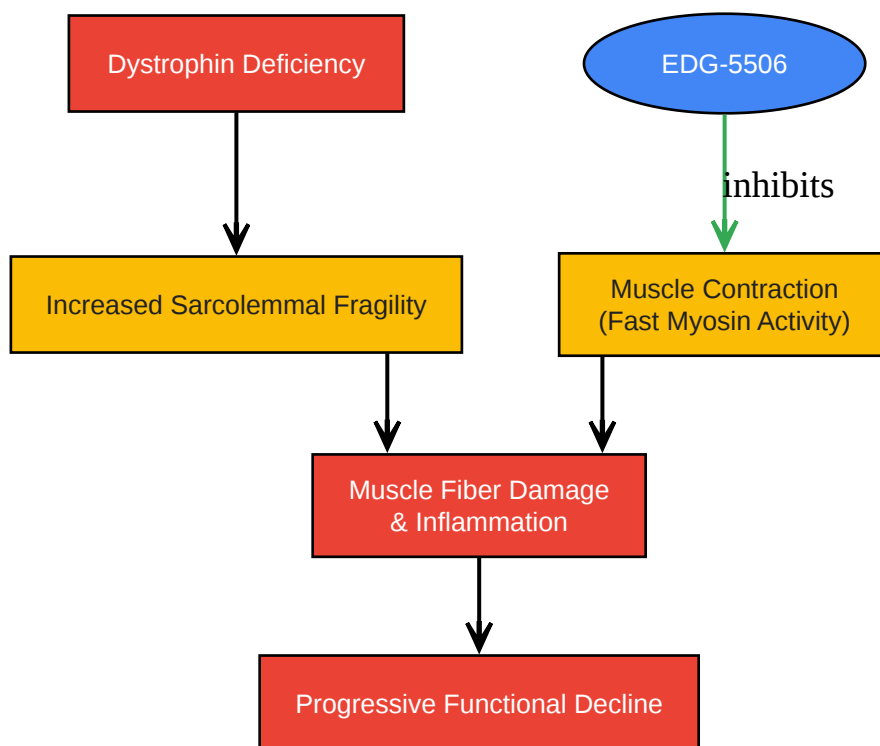 Dystrophin Deficiency
EDG-5506
inhibits
Increased Sarcolemmal Fragility
Muscle Contraction
(Fast Myosin Activity)
Muscle Fiber Damage
& Inflammation
Progressive Functional Decline